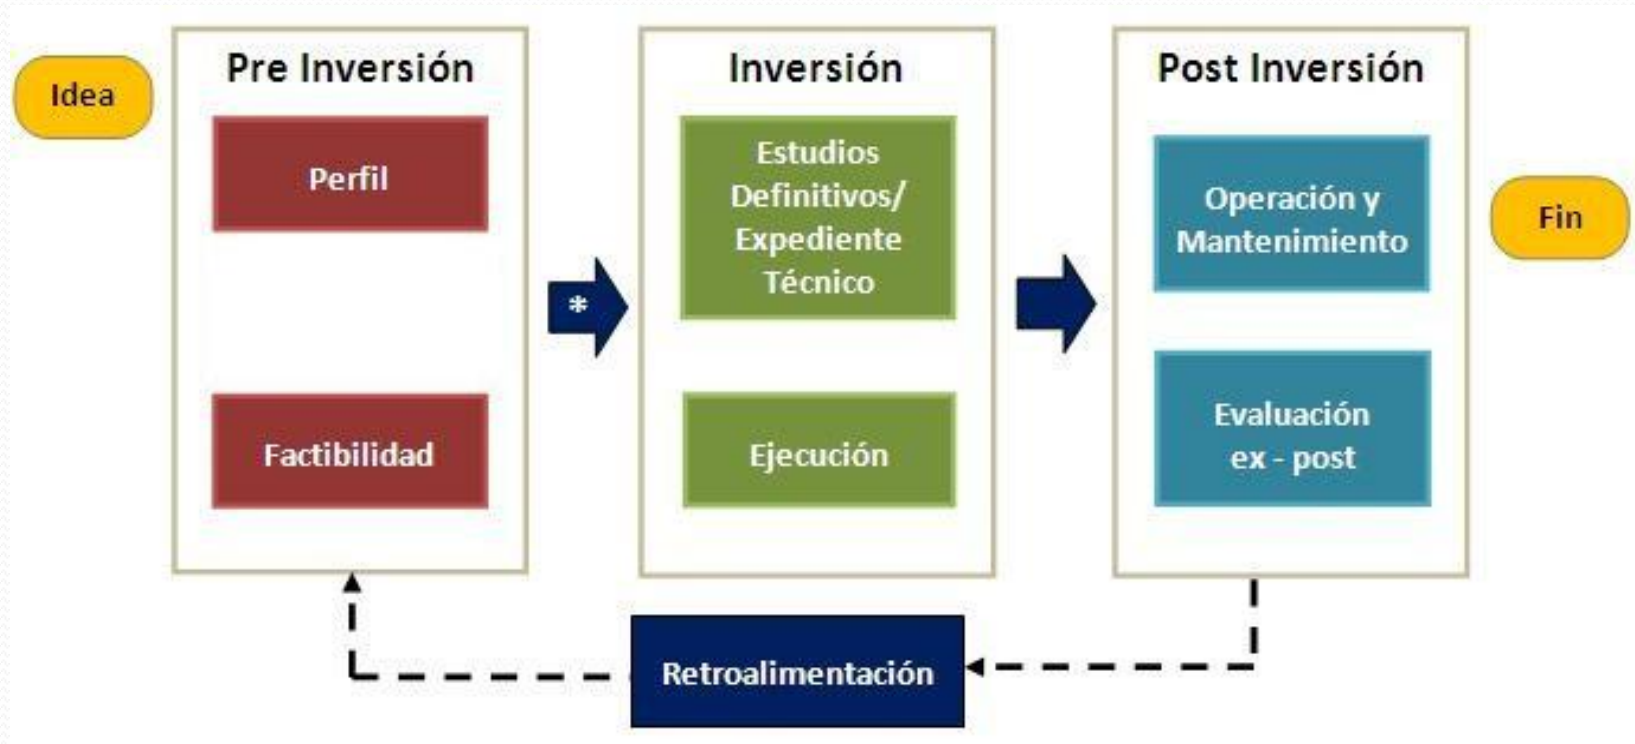 Idea
Pre Inversión
Perfil
Factibilidad
*
Inversión
Estudios
Definitivos/
Expediente
Técnico
Ejecución
Post Inversión
Operación y
Mantenimiento
Evaluación
ex - post
Fin
Retroalimentación